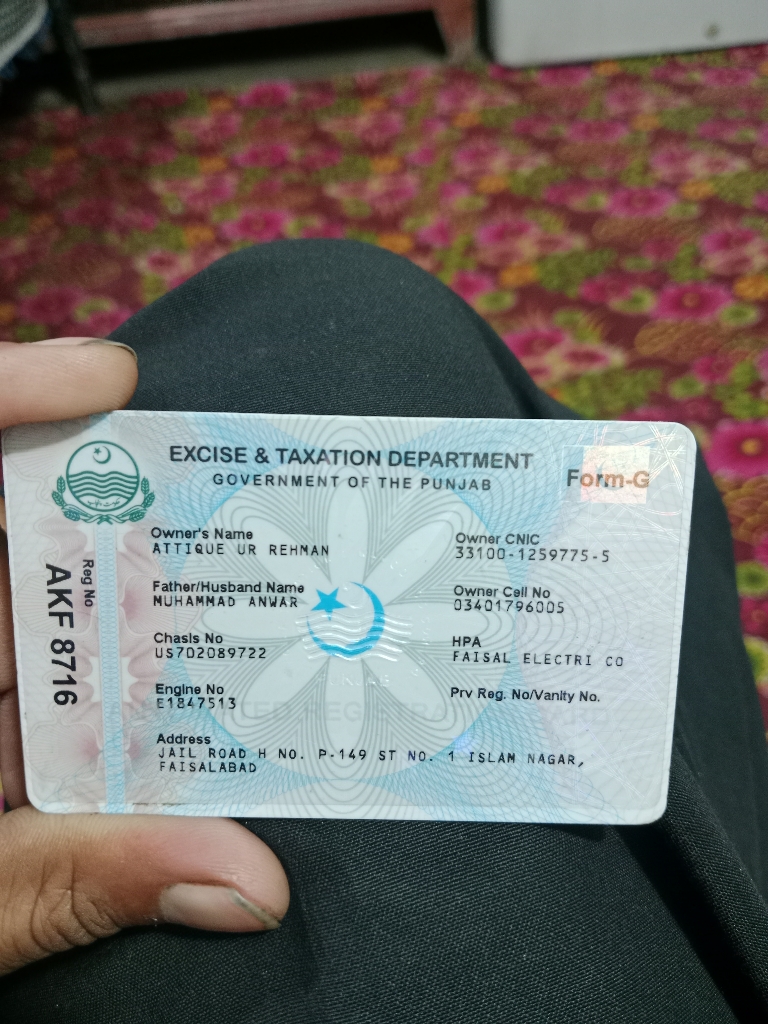 EXCISE & TAXATION DEPARTMENT
GOVERNMENT OF THE PUNJAB
Form-G
Reg No
AKF 8716
Owner's Name
ATTIQUE UR REHMAN
Owner CNIC
33100-1259775-5
Father/Husband Name
MUHAMMAD ANWAR
Owner Cell No
03401796005
Chasis No
US7D2089722
HPA
FAISAL ELECTRI CO
Engine No
E1847513
Prv Reg. No/Vanity No.
Address
JAIL ROAD H NO. P-149 ST NO. 1 ISLAM NAGAR,
FAISALABAD